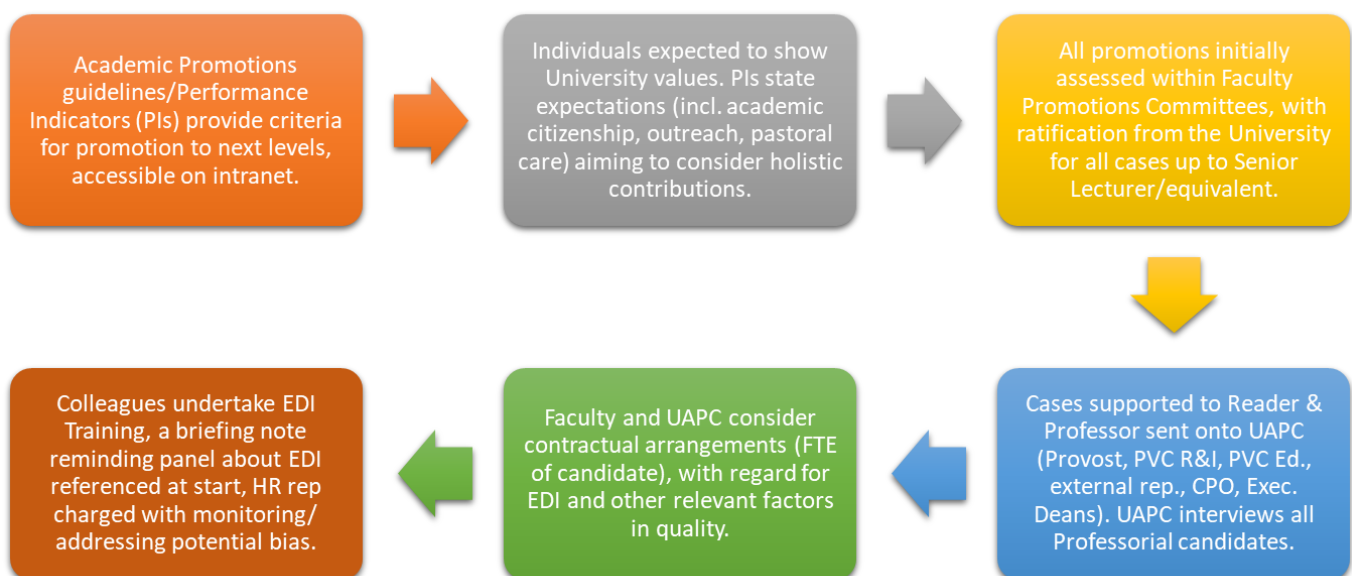 Academic Promotions
guidelines/Performance
Indicators (PIs) provide criteria
for promotion to next levels,
accessible on intranet.
Individuals expected to show
University values. PIs state
expectations (incl. academic
citizenship, outreach, pastoral
care) aiming to consider holistic
contributions.
All promotions initially
assessed within Faculty
Promotions Committees, with
ratification from the University
for all cases up to Senior
Lecturer/equivalent.
Cases supported to Reader &
Professor sent onto UAPC
(Provost, PVC R&I, PVC Ed.,
external rep., CPO, Exec.
Deans). UAPC interviews all
Professorial candidates.
Faculty and UAPC consider
contractual arrangements (FTE
of candidate), with regard for
EDI and other relevant factors
in quality.
Colleagues undertake EDI
Training, a briefing note
reminding panel about EDI
referenced at start, HR rep
charged with monitoring/
addressing potential bias.